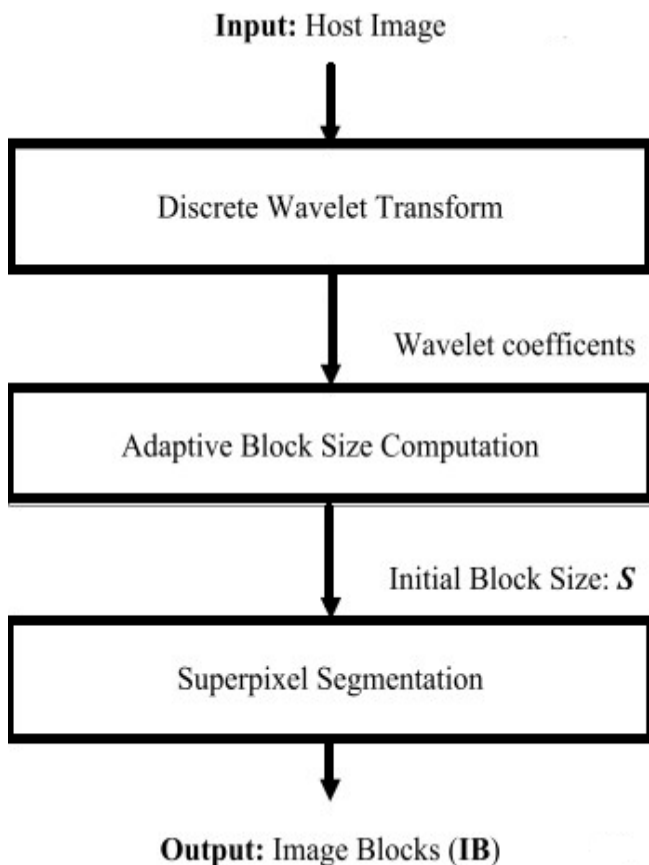 Input: Host Image
Discrete Wavelet Transform
Wavelet coefficents
Adaptive Block Size Computation
Initial Block Size: S
Superpixel Segmentation
Output: Image Blocks (IB)